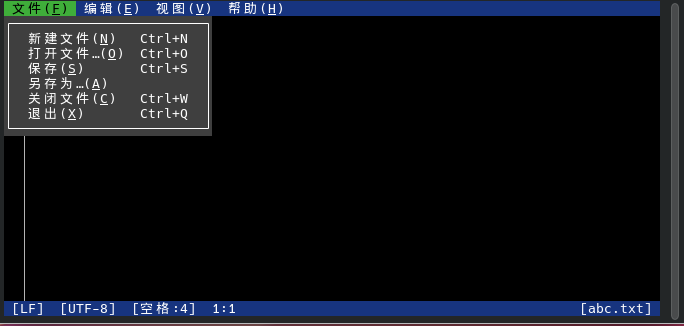 文件(F) 编辑(E) 视图(V) 帮助(H)
新建文件(N) Ctrl+N
打开文件…(O) Ctrl+O
保存(S) Ctrl+S
另存为…(A)
关闭文件(C) Ctrl+W
退出(X) Ctrl+Q
[LF] [UTF-8] [空格:4] 1:1 [abc.txt]